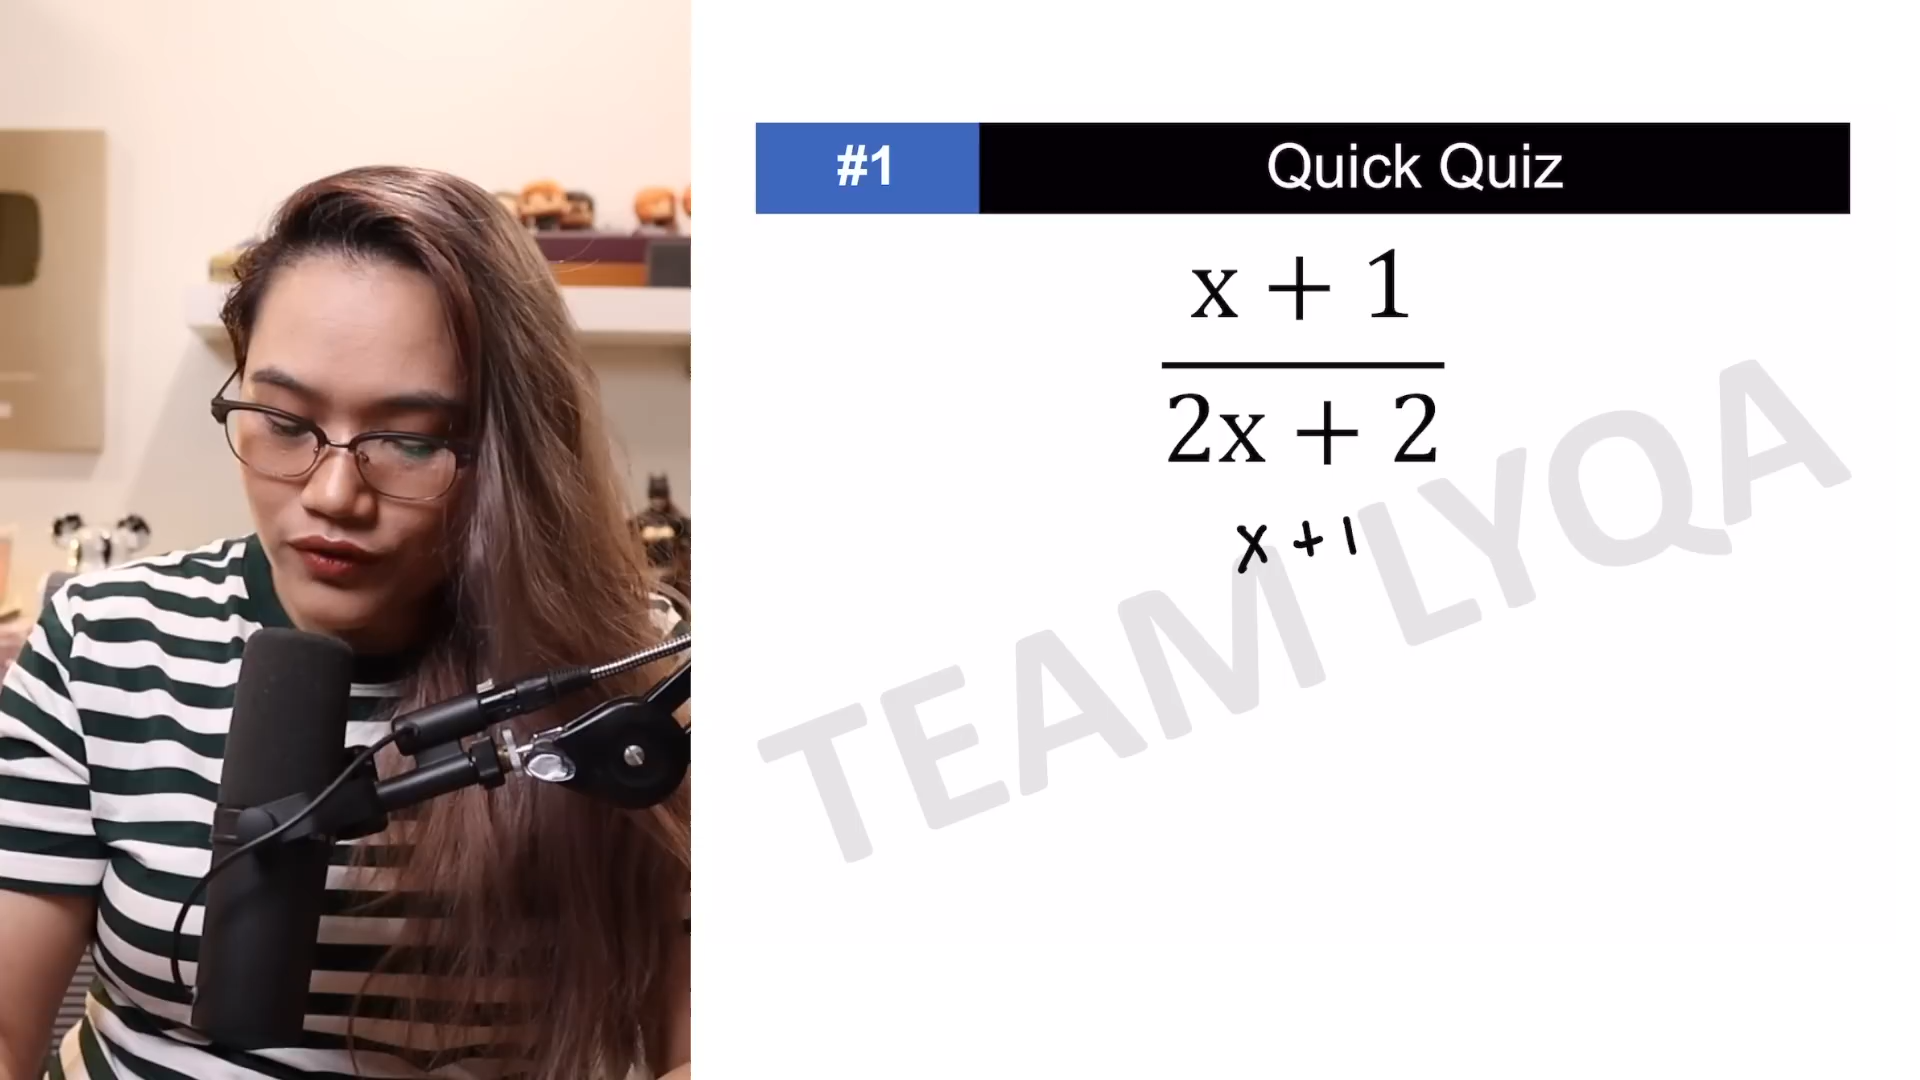 #1 Quick Quiz
x + 1
2x + 2
x + 1
TEAM LYQA